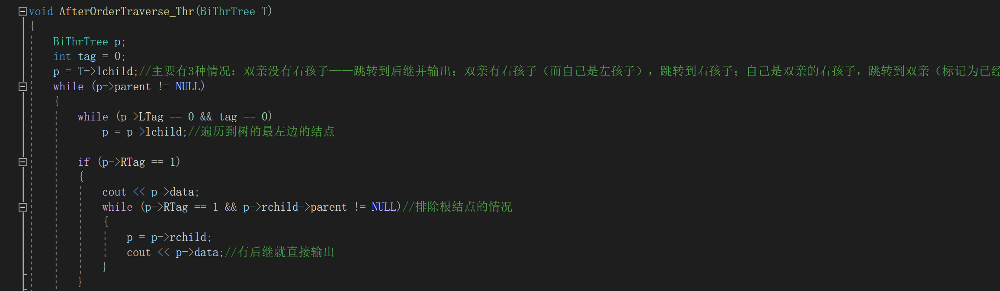 void AfterOrderTraverse_Thr(BiThrTree T)
{
BiThrTree p;
int tag = 0;
p = T->lchild;//主要有3种情况：双亲没有右孩子——跳转到后继并输出；双亲有右孩子（而自己是左孩子），跳转到右孩子；自己是双亲的右孩子，跳转到双亲（标记为已经
while (p->parent != NULL)
{
while (p->LTag == 0 && tag == 0)
p = p->lchild;//遍历到树的最左边的结点
if (p->RTag == 1)
{
cout << p->data;
while (p->RTag == 1 && p->rchild->parent != NULL)//排除根结点的情况
{
p = p->rchild;
cout << p->data;//有后继就直接输出
}
}